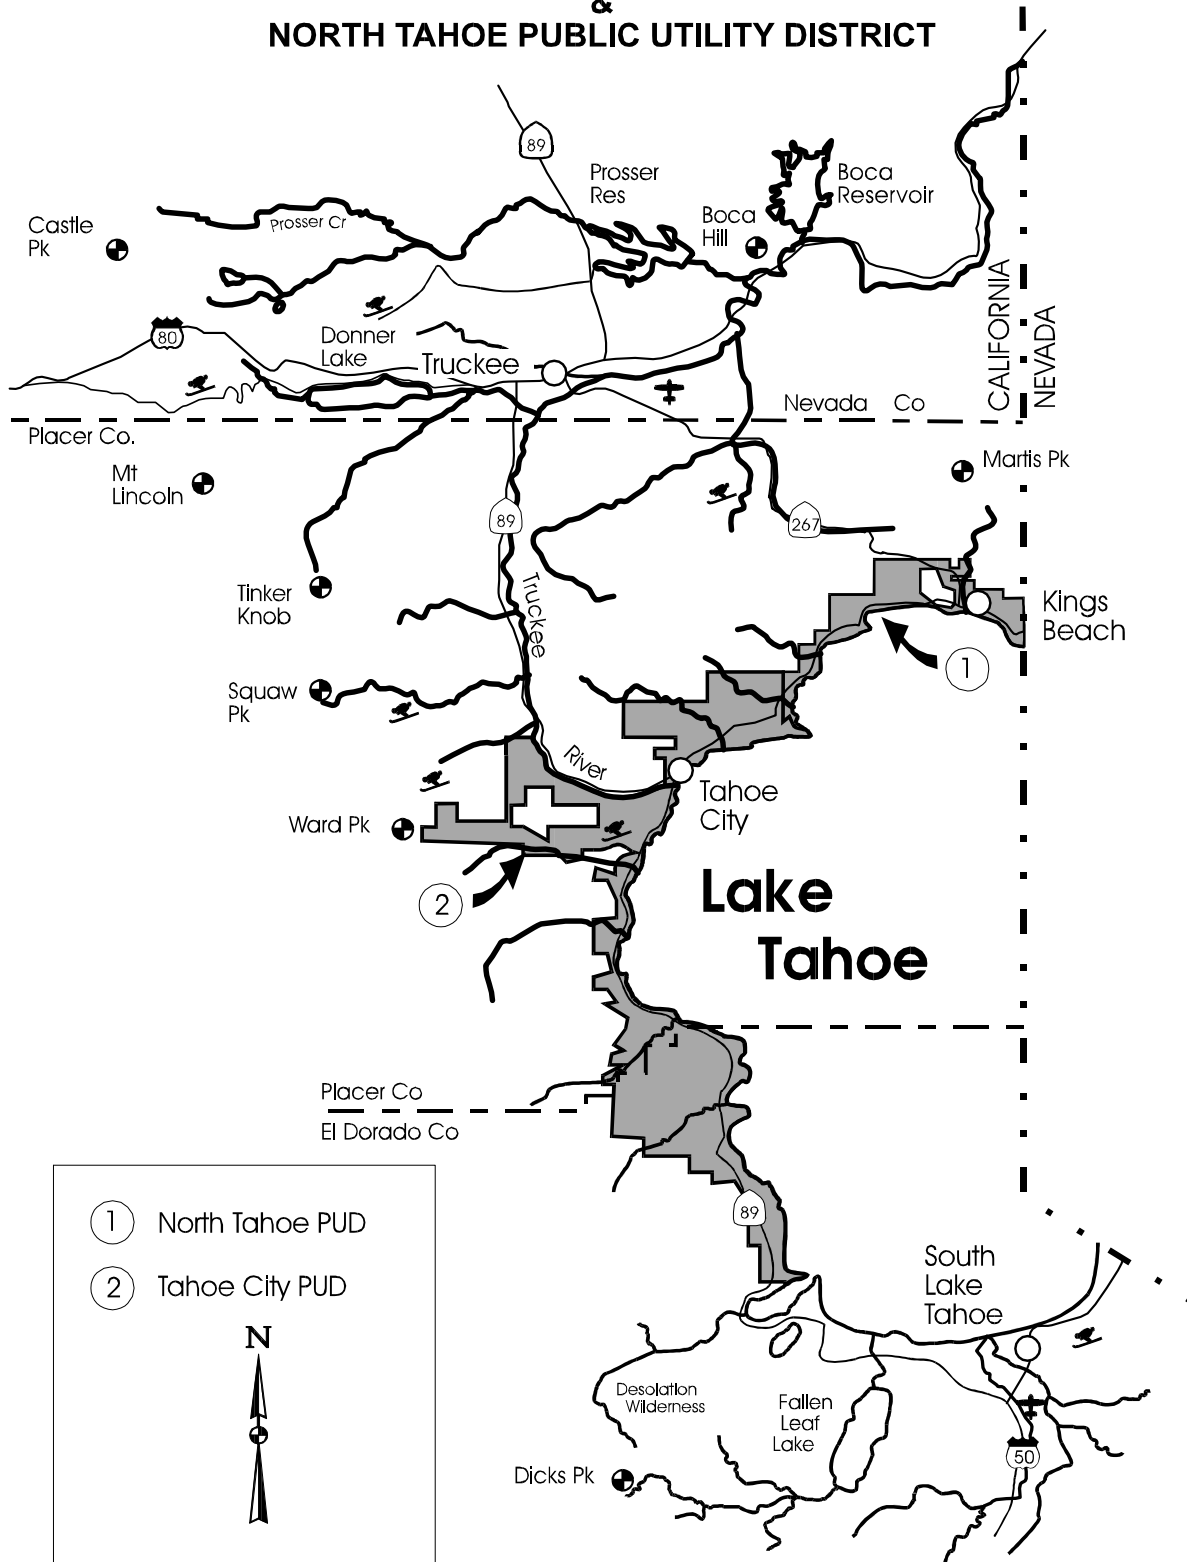 &
NORTH TAHOE PUBLIC UTILITY DISTRICT
89
Prosser
Res
Boca
Reservoir
Boca
Hill
Castle
Pk
Prosser Cr
CALIFORNIA
NEVADA
80
Donner
Lake
Truckee
Nevada Co
Placer Co.
Mt
Lincoln
Martis Pk
89
267
Tinker
Knob
Truckee
Kings
Beach
1
Squaw
Pk
River
Tahoe
City
Ward Pk
2
Lake
Tahoe
Placer Co
El Dorado Co
1 North Tahoe PUD
2 Tahoe City PUD
N
89
South
Lake
Tahoe
Desolation
Wilderness
Fallen
Leaf
Lake
50
Dicks Pk